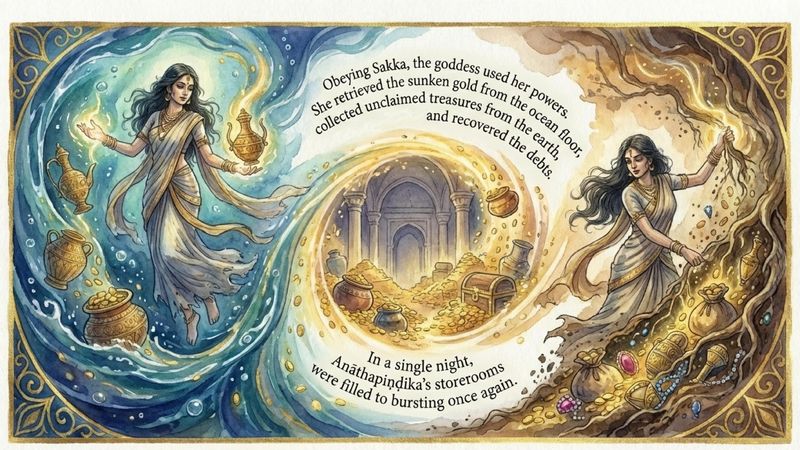 Obeying Sakka, the goddess used her powers.
She retrieved the sunken gold from the ocean floor,
collected unclaimed treasures from the earth,
and recovered the debts.
In a single night,
Anāthapiṇḍika's storerooms
were filled to bursting once again.